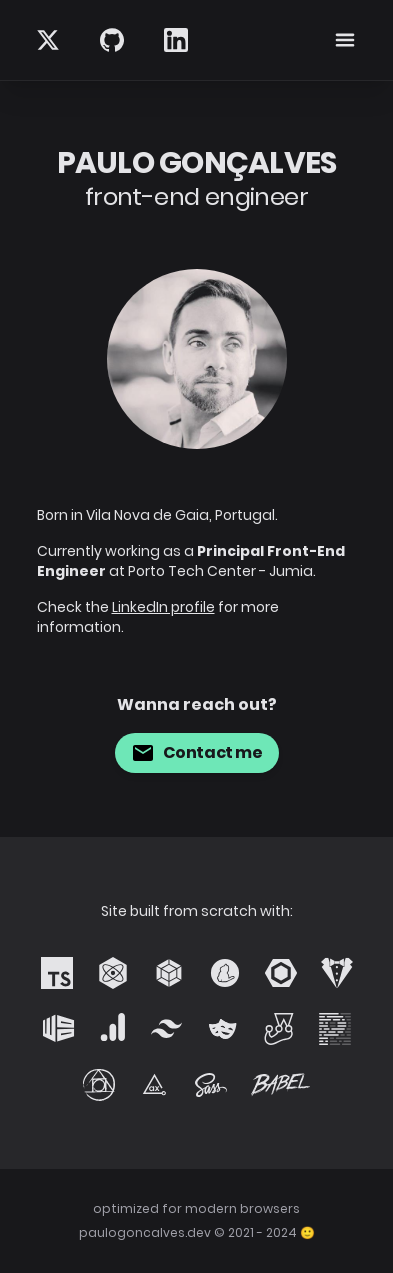 PAULO GONÇALVES
front-end engineer
Born in Vila Nova de Gaia, Portugal.
Currently working as a Principal Front-End
Engineer at Porto Tech Center - Jumia.
Check the LinkedIn profile for more
information.
Wanna reach out?
Contact me
Site built from scratch with:
TS
ax
Sass
BABEL
optimized for modern browsers
paulogoncalves.dev © 2021 - 2024 🙂